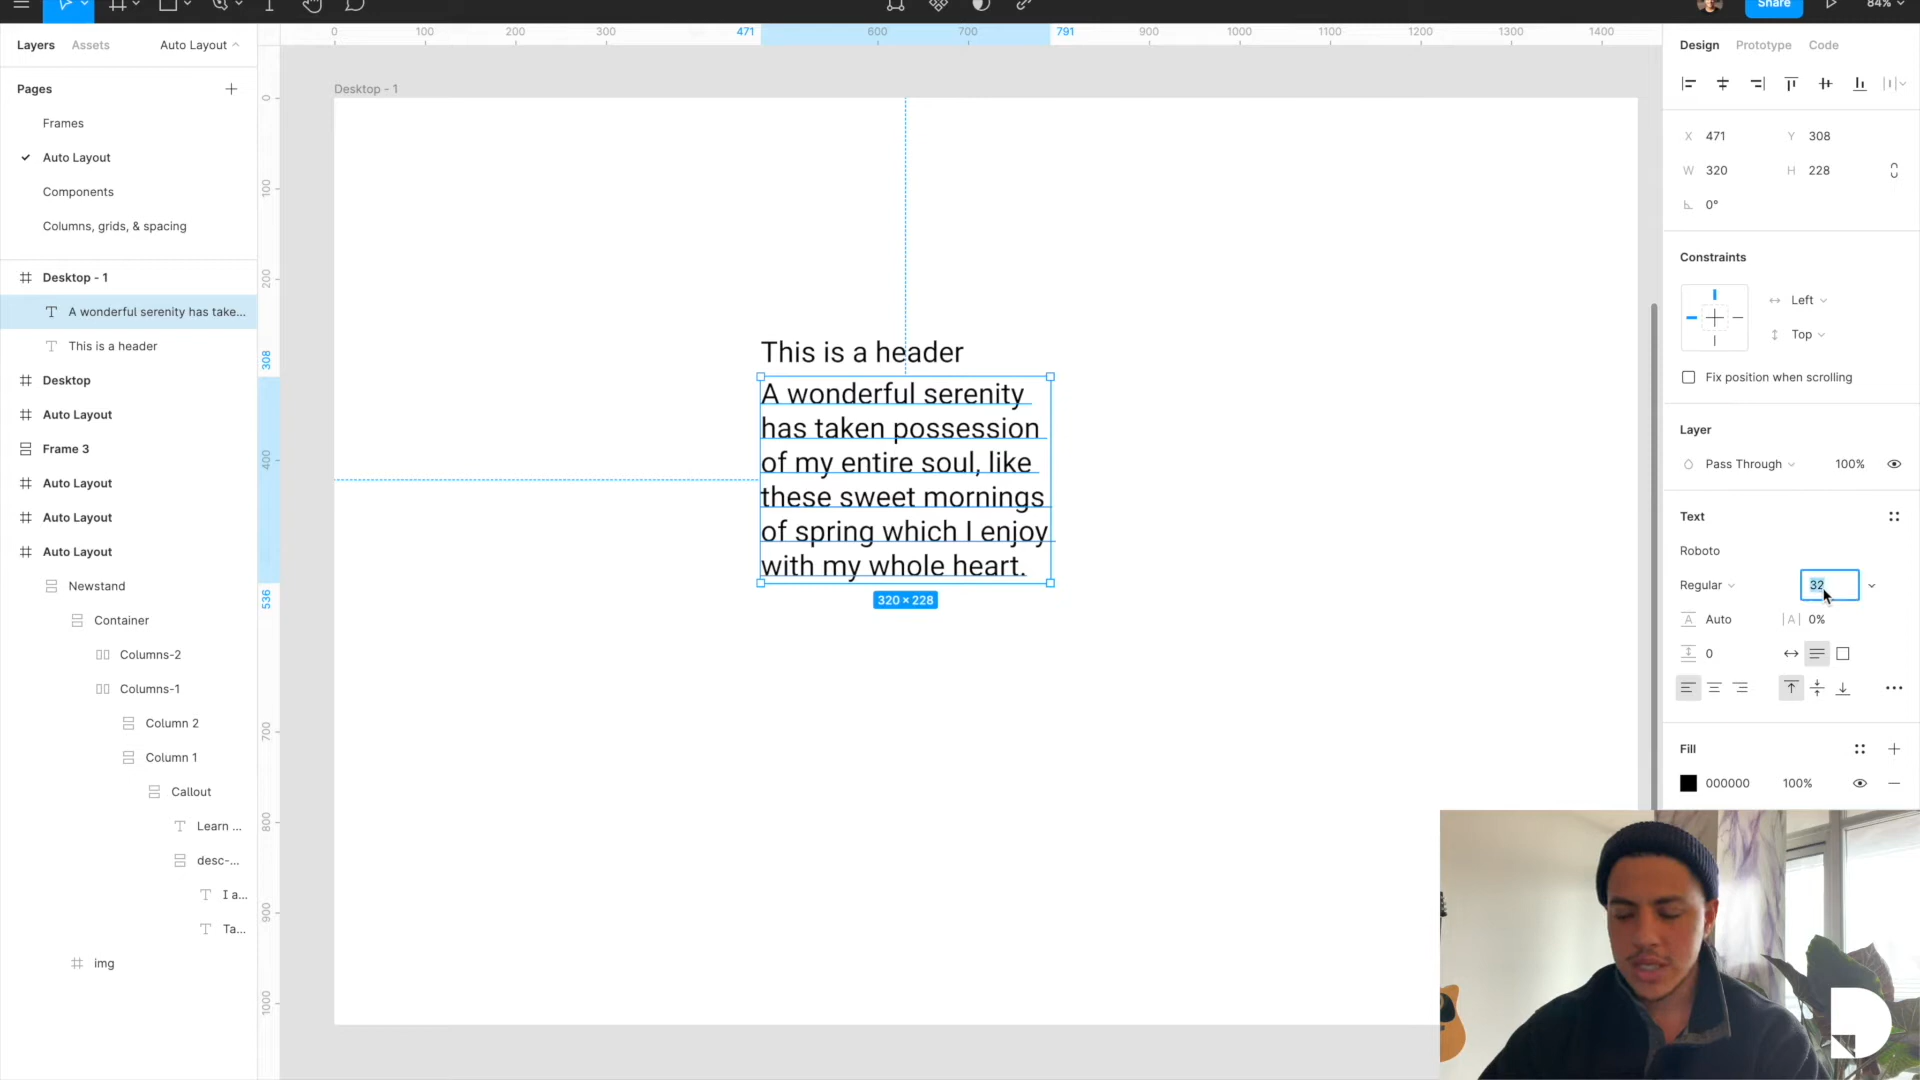 Share
84%
Layers
Assets
Auto Layout
Pages
Frames
Auto Layout
Components
Columns, grids, & spacing
Desktop - 1
A wonderful serenity has take...
This is a header
Desktop
Auto Layout
Frame 3
Auto Layout
Auto Layout
Auto Layout
Newstand
Container
Columns-2
Columns-1
Column 2
Column 1
Callout
Learn ...
desc-...
I a...
Ta...
img
0
100
200
300
471
600
700
791
900
1000
1100
1200
1300
1400
0
100
200
308
400
536
700
800
900
1000
Desktop - 1
This is a header
A wonderful serenity
has taken possession
of my entire soul, like
these sweet mornings
of spring which I enjoy
with my whole heart.
320 × 228
Design
Prototype
Code
X 471
Y 308
W 320
H 228
0°
Constraints
Left
Top
Fix position when scrolling
Layer
Pass Through
100%
Text
Roboto
Regular
32
A Auto
|A| 0%
0
Fill
000000
100%